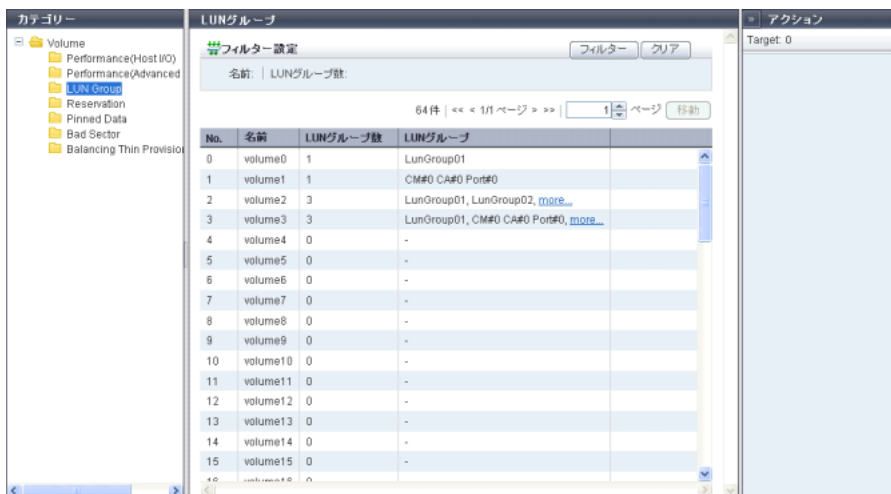 カテゴリー
Volume
Performance(Host I/O)
Performance(Advanced
LUN Group
Reservation
Pinned Data
Bad Sector
Balancing Thin Provision
LUNグループ
フィルター設定
フィルター クリア
名前: | LUNグループ数:
64件 | << < 1/1 ページ > >> | 1 ページ 移動
No. 名前 LUNグループ数 LUNグループ
0 volume0 1 LunGroup01
1 volume1 1 CM#0 CA#0 Port#0
2 volume2 3 LunGroup01, LunGroup02, more...
3 volume3 3 LunGroup01, CM#0 CA#0 Port#0, more...
4 volume4 0 -
5 volume5 0 -
6 volume6 0 -
7 volume7 0 -
8 volume8 0 -
9 volume9 0 -
10 volume10 0 -
11 volume11 0 -
12 volume12 0 -
13 volume13 0 -
14 volume14 0 -
15 volume15 0 -
16 volume16 0
» アクション
Target: 0